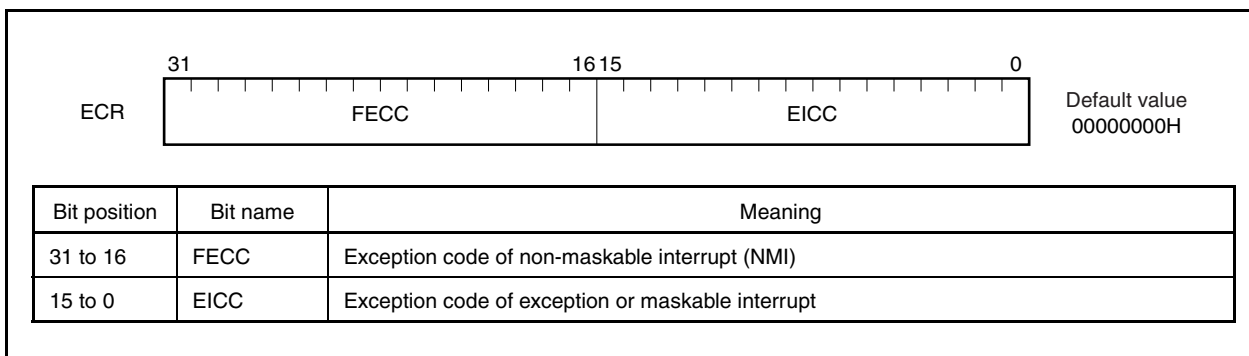 31 16 15 0
ECR FECC EICC Default value
00000000H
Bit position Bit name Meaning
31 to 16 FECC Exception code of non-maskable interrupt (NMI)
15 to 0 EICC Exception code of exception or maskable interrupt